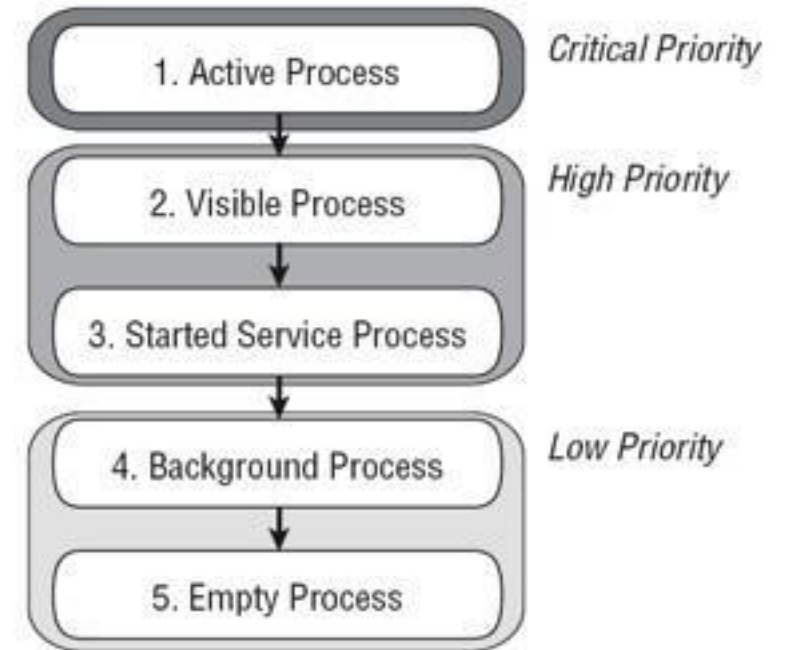 1. Active Process
Critical Priority
2. Visible Process
High Priority
3. Started Service Process
4. Background Process
Low Priority
5. Empty Process